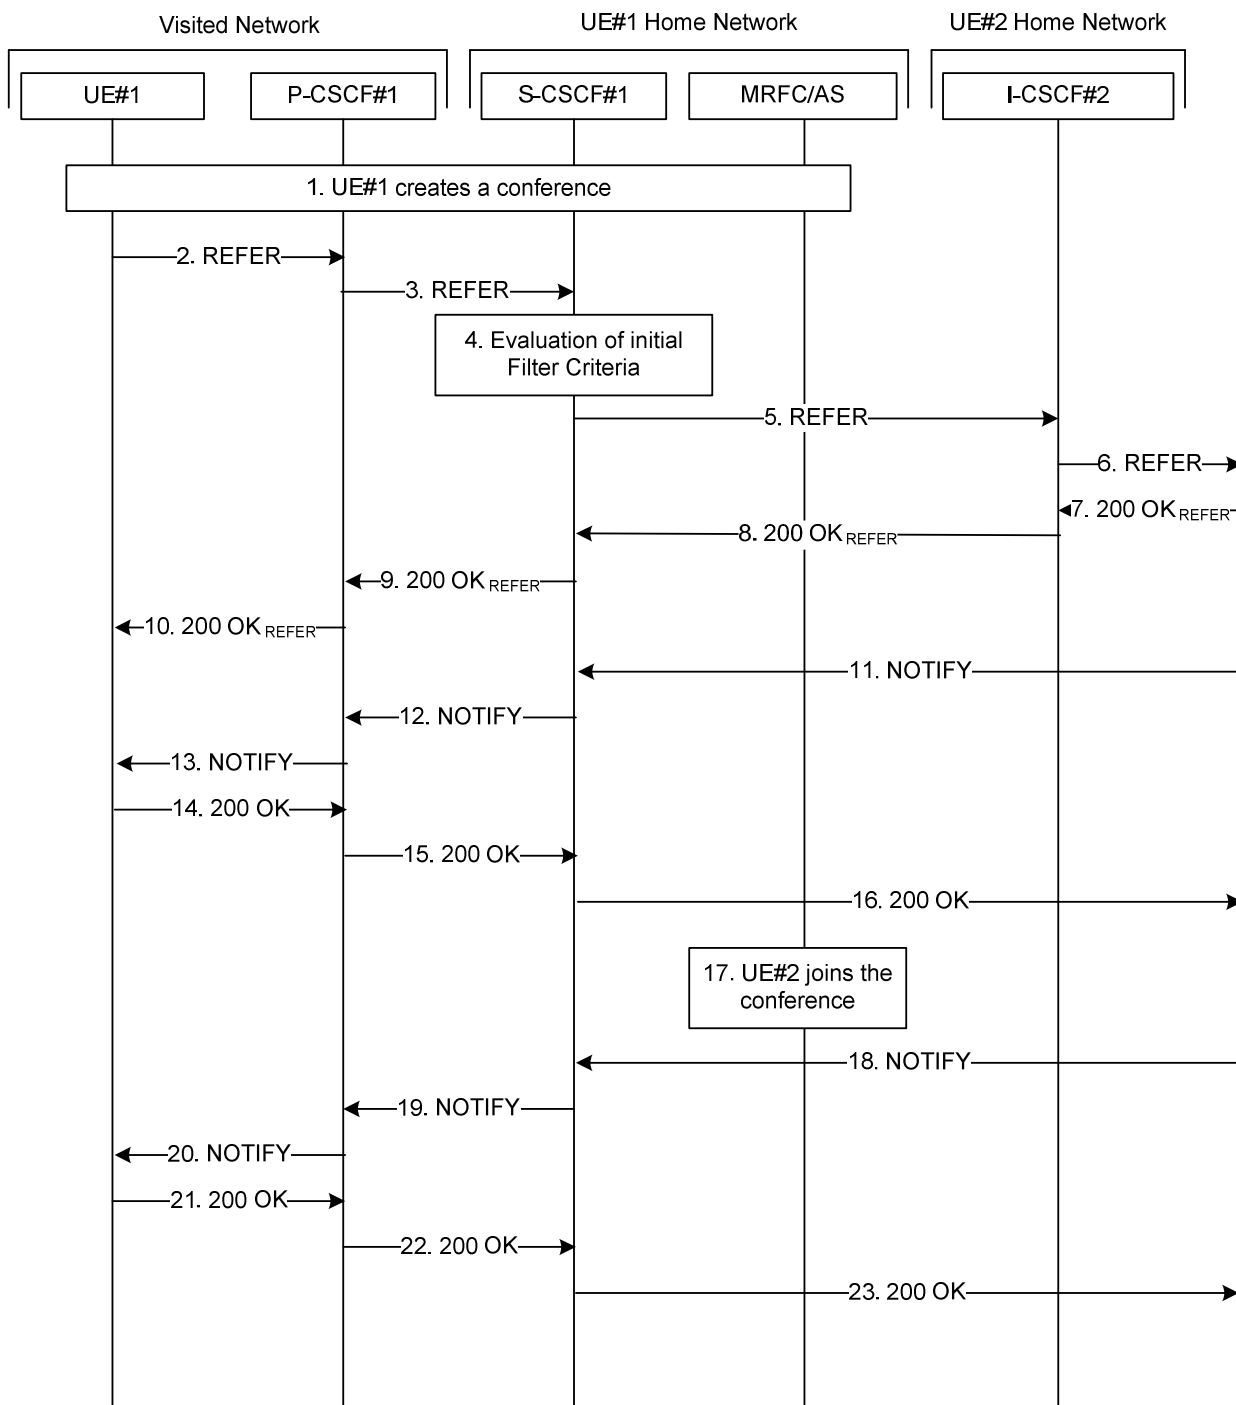 Visited Network
UE#1 Home Network
UE#2 Home Network
UE#1
P-CSCF#1
S-CSCF#1
MRFC/AS
I-CSCF#2
1. UE#1 creates a conference
2. REFER
3. REFER
4. Evaluation of initial
Filter Criteria
5. REFER
6. REFER
7. 200 OK REFER
8. 200 OK REFER
9. 200 OK REFER
10. 200 OK REFER
11. NOTIFY
12. NOTIFY
13. NOTIFY
14. 200 OK
15. 200 OK
16. 200 OK
17. UE#2 joins the
conference
18. NOTIFY
19. NOTIFY
20. NOTIFY
21. 200 OK
22. 200 OK
23. 200 OK